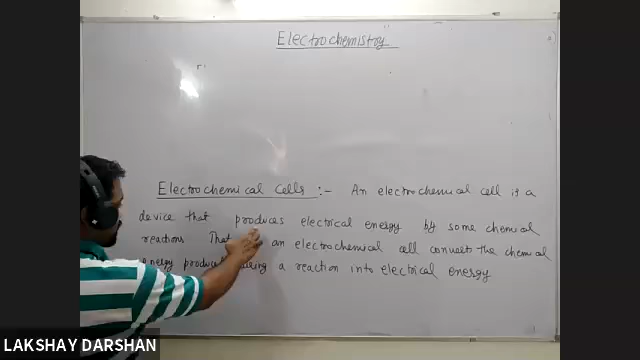 Electrochemistry
Electrochemical Cells :- An electrochemical cell is a
device that produces electrical energy by some chemical
reactions That an electrochemical cell converts the chemical
energy produced a reaction into electrical energy
LAKSHAY DARSHAN